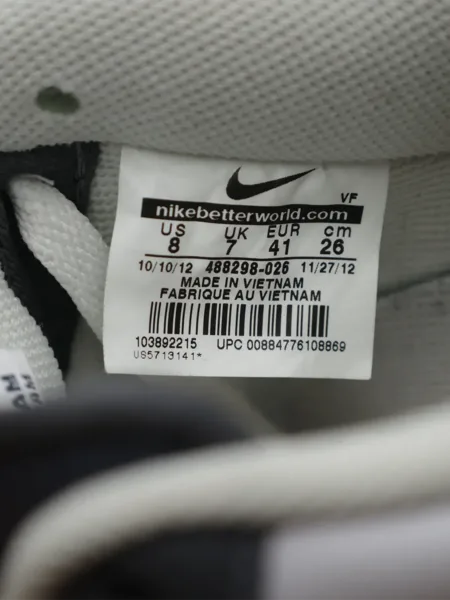 VF
nikebetterworld.com
US UK EUR cm
8 7 41 26
10/10/12 488298-026 11/27/12
MADE IN VIETNAM
FABRIQUE AU VIETNAM
103892215 UPC 00884776108869
US5713141*
AM